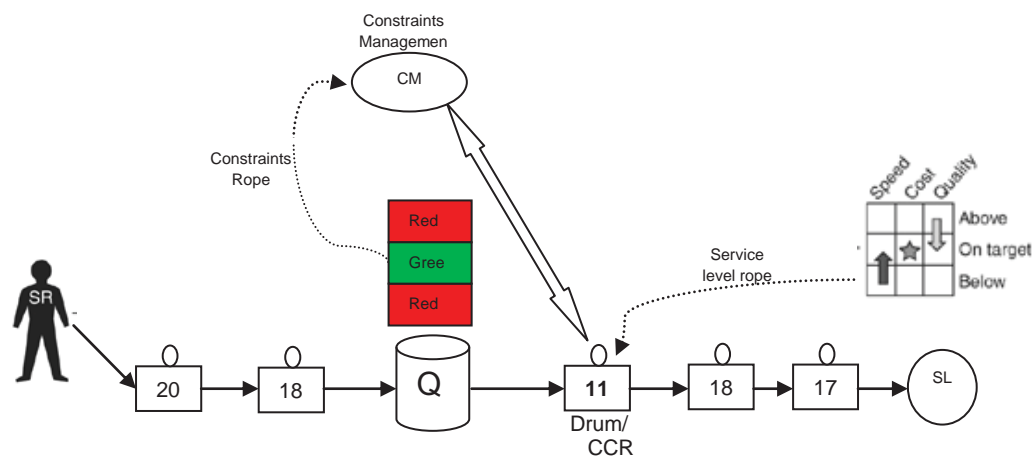 Constraints
Managemen
CM
Constraints
Rope
Red
Gree
Red
Speed
Cost
Quality
Above
On target
Below
Service
level rope
SR
20
18
Q
11
18
17
SL
Drum/
CCR